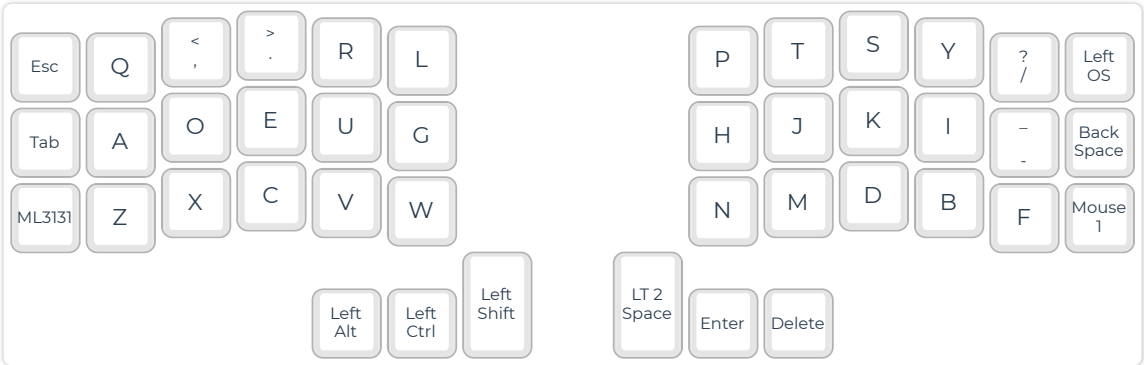 Esc Q < > R L P T S Y ? Left
, . / OS
Tab A O E U G H J K I _ Back
- Space
ML3131 Z X C V W N M D B F Mouse
1
Left Left Left LT 2 Enter Delete
Alt Ctrl Shift Space